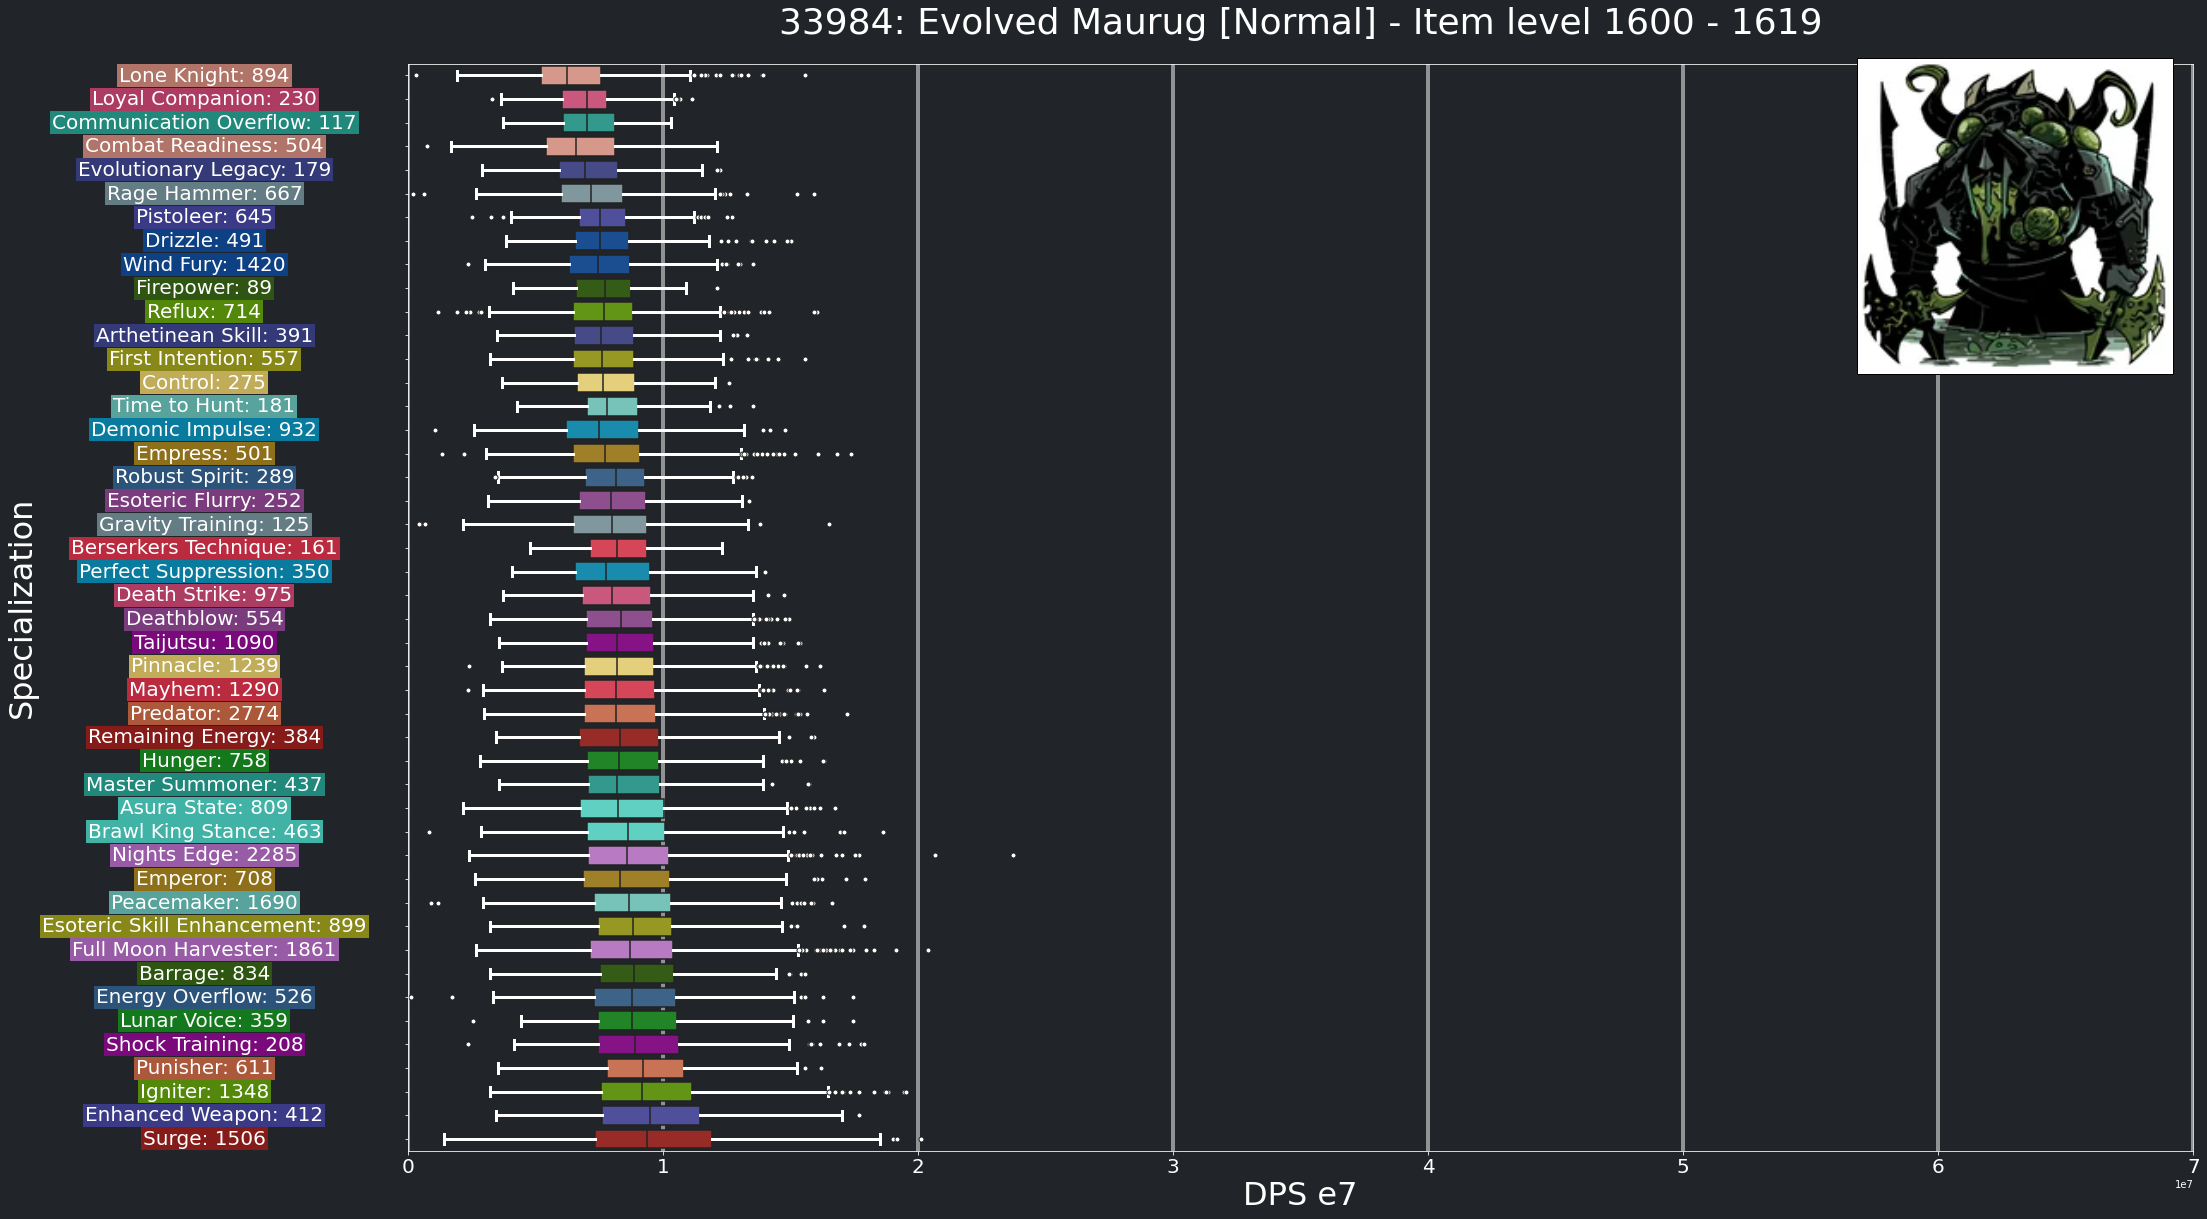 33984: Evolved Maurug [Normal] - Item level 1600 - 1619
Specialization
Lone Knight: 894
Loyal Companion: 230
Communication Overflow: 117
Combat Readiness: 504
Evolutionary Legacy: 179
Rage Hammer: 667
Pistoleer: 645
Drizzle: 491
Wind Fury: 1420
Firepower: 89
Reflux: 714
Arthetinean Skill: 391
First Intention: 557
Control: 275
Time to Hunt: 181
Demonic Impulse: 932
Empress: 501
Robust Spirit: 289
Esoteric Flurry: 252
Gravity Training: 125
Berserkers Technique: 161
Perfect Suppression: 350
Death Strike: 975
Deathblow: 554
Taijutsu: 1090
Pinnacle: 1239
Mayhem: 1290
Predator: 2774
Remaining Energy: 384
Hunger: 758
Master Summoner: 437
Asura State: 809
Brawl King Stance: 463
Nights Edge: 2285
Emperor: 708
Peacemaker: 1690
Esoteric Skill Enhancement: 899
Full Moon Harvester: 1861
Barrage: 834
Energy Overflow: 526
Lunar Voice: 359
Shock Training: 208
Punisher: 611
Igniter: 1348
Enhanced Weapon: 412
Surge: 1506
0 1 2 3 4 5 6 7
1e7
DPS e7